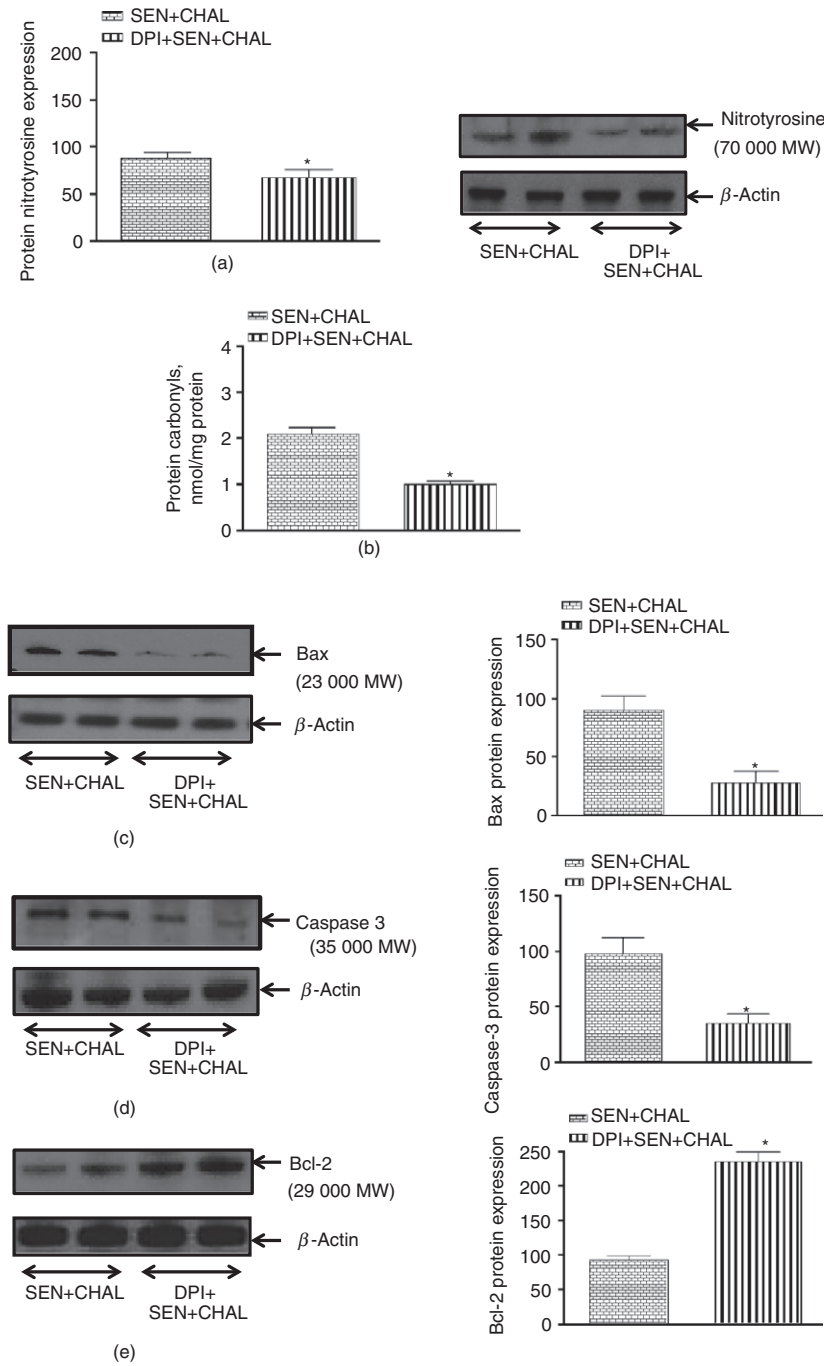 SEN+CHAL
DPI+SEN+CHAL
Protein nitrotyrosine expression
200
150
100
50
0
*
(a)
Nitrotyrosine
(70 000 MW)
β-Actin
SEN+CHAL
DPI+
SEN+CHAL
SEN+CHAL
DPI+SEN+CHAL
Protein carbonyls,
nmol/mg protein
4
3
2
1
0
*
(b)
Bax
(23 000 MW)
β-Actin
SEN+CHAL
DPI+
SEN+CHAL
(c)
SEN+CHAL
DPI+SEN+CHAL
Bax protein expression
150
100
50
0
*
Caspase 3
(35 000 MW)
β-Actin
SEN+CHAL
DPI+
SEN+CHAL
(d)
SEN+CHAL
DPI+SEN+CHAL
Caspase-3 protein expression
150
100
50
0
*
Bcl-2
(29 000 MW)
β-Actin
SEN+CHAL
DPI+
SEN+CHAL
(e)
SEN+CHAL
DPI+SEN+CHAL
Bcl-2 protein expression
250
200
150
100
50
0
*